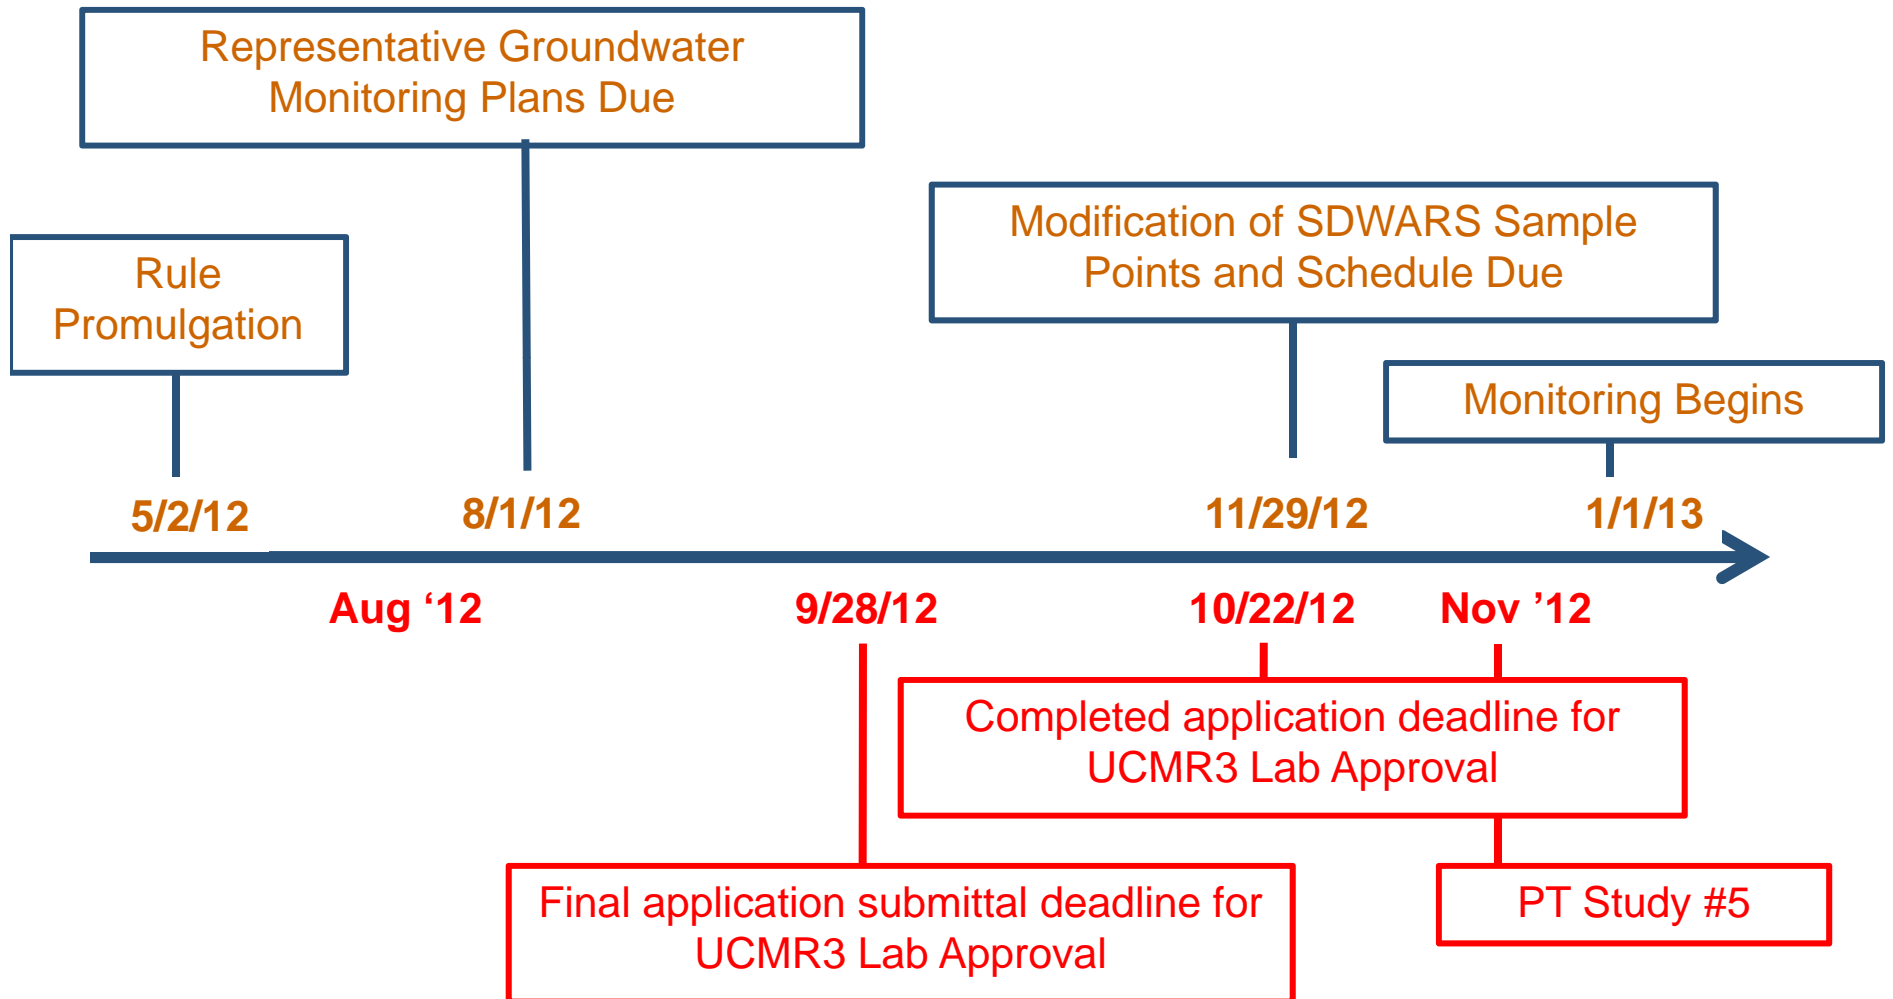 Representative Groundwater
Monitoring Plans Due
Modification of SDWARS Sample
Points and Schedule Due
Rule
Promulgation
Monitoring Begins
5/2/12
8/1/12
11/29/12
1/1/13
Aug ‘12
9/28/12
10/22/12
Nov ’12
Completed application deadline for
UCMR3 Lab Approval
Final application submittal deadline for
UCMR3 Lab Approval
PT Study #5